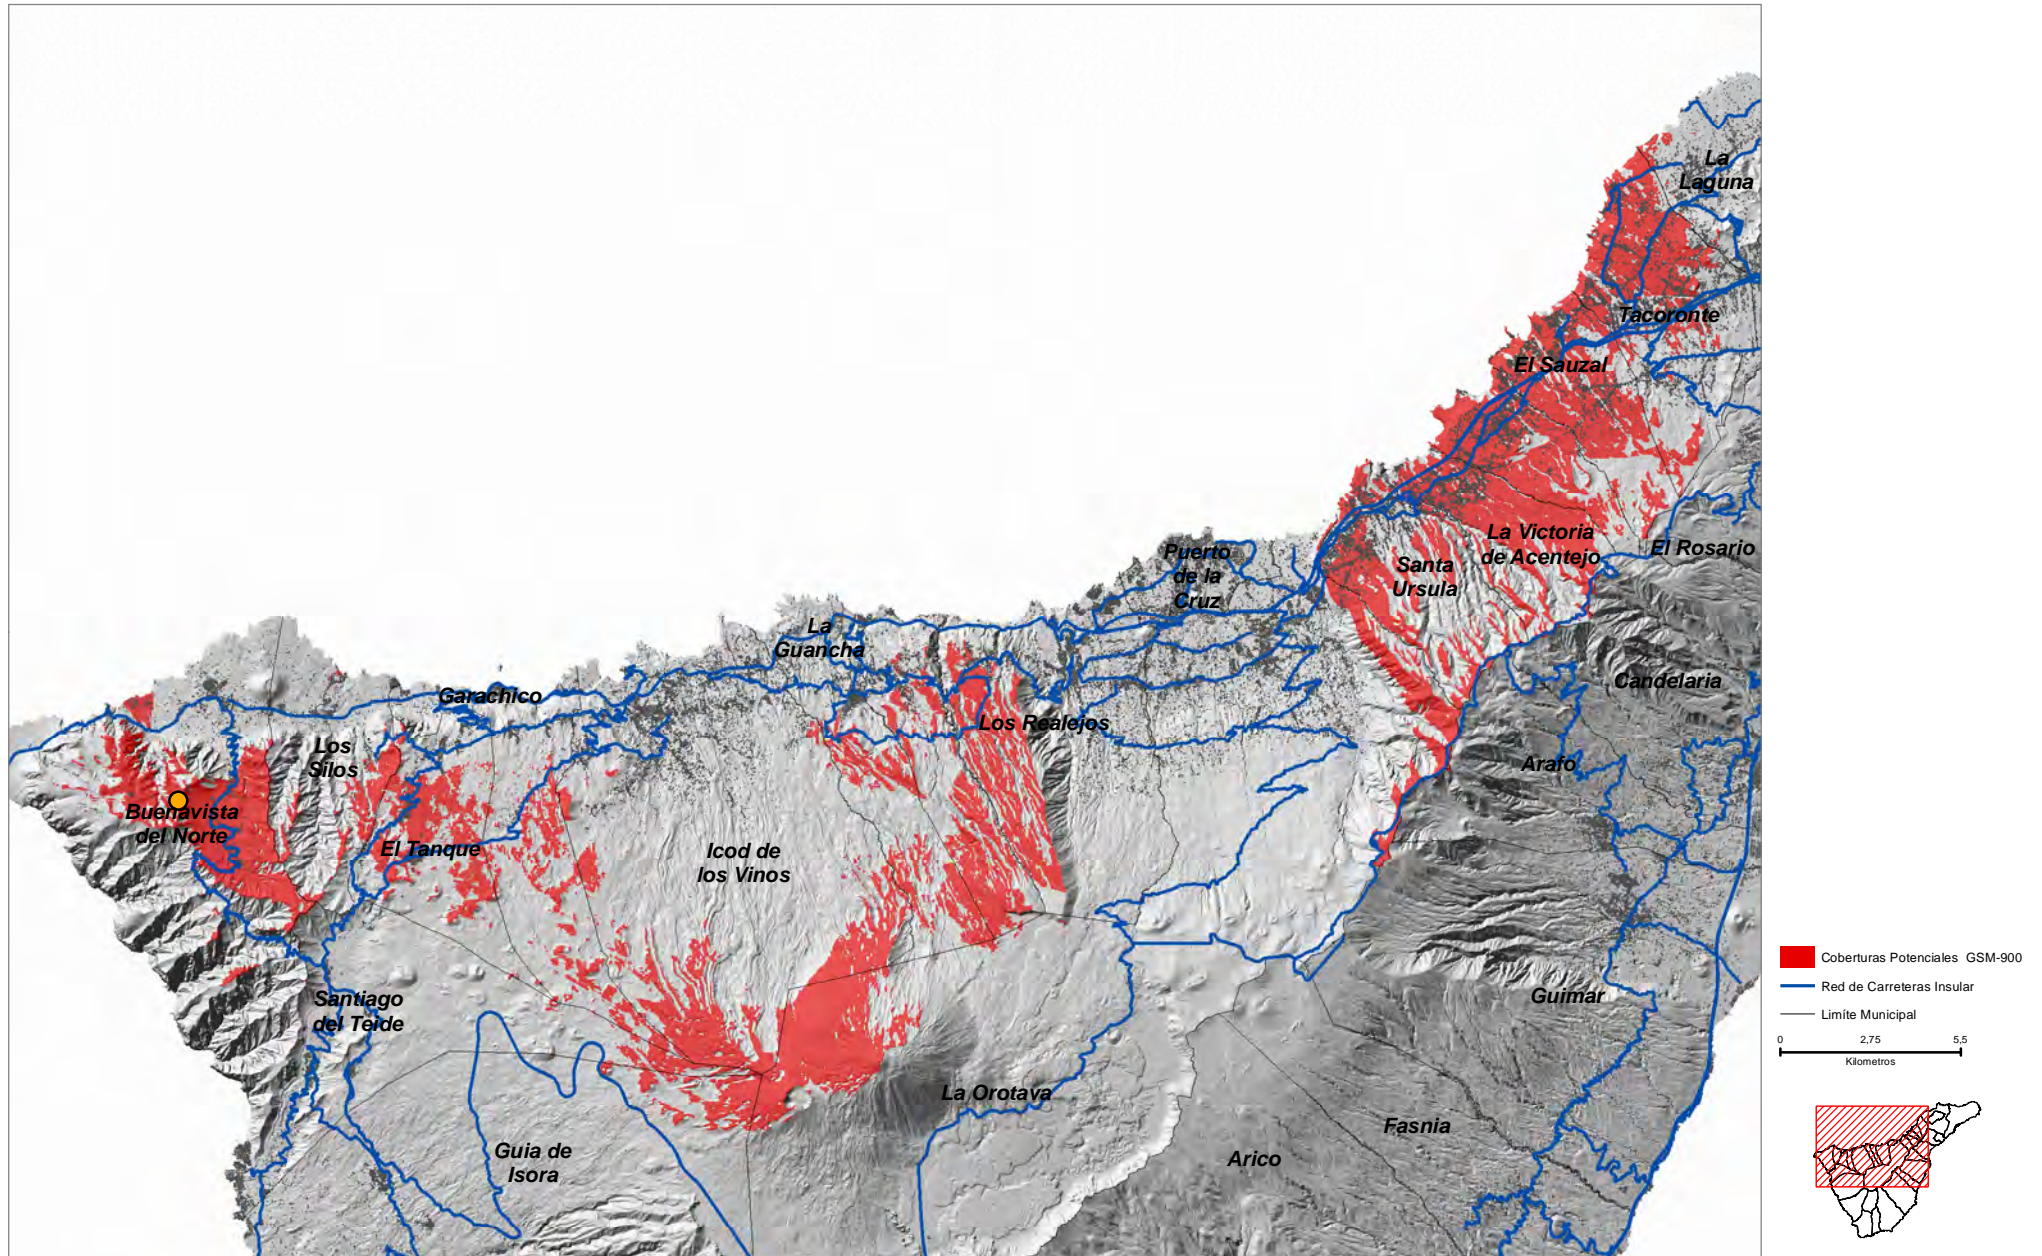 La
Laguna
Tacoronte
El Sauzal
La Victoria
de Acentejo
El Rosario
Santa
Ursula
Puerto
de la
Cruz
La
Guancha
Candelaria
Garachico
Los Realejos
Los
Silos
Arafo
Buenavista
del Norte
El Tanque
Icod de
los Vinos
Guimar
Santiago
del Teide
La Orotava
Fasnia
Guia de
Isora
Arico
Coberturas Potenciales GSM-900
Red de Carreteras Insular
Limíte Municipal
0 2,75 5,5
Kilometros